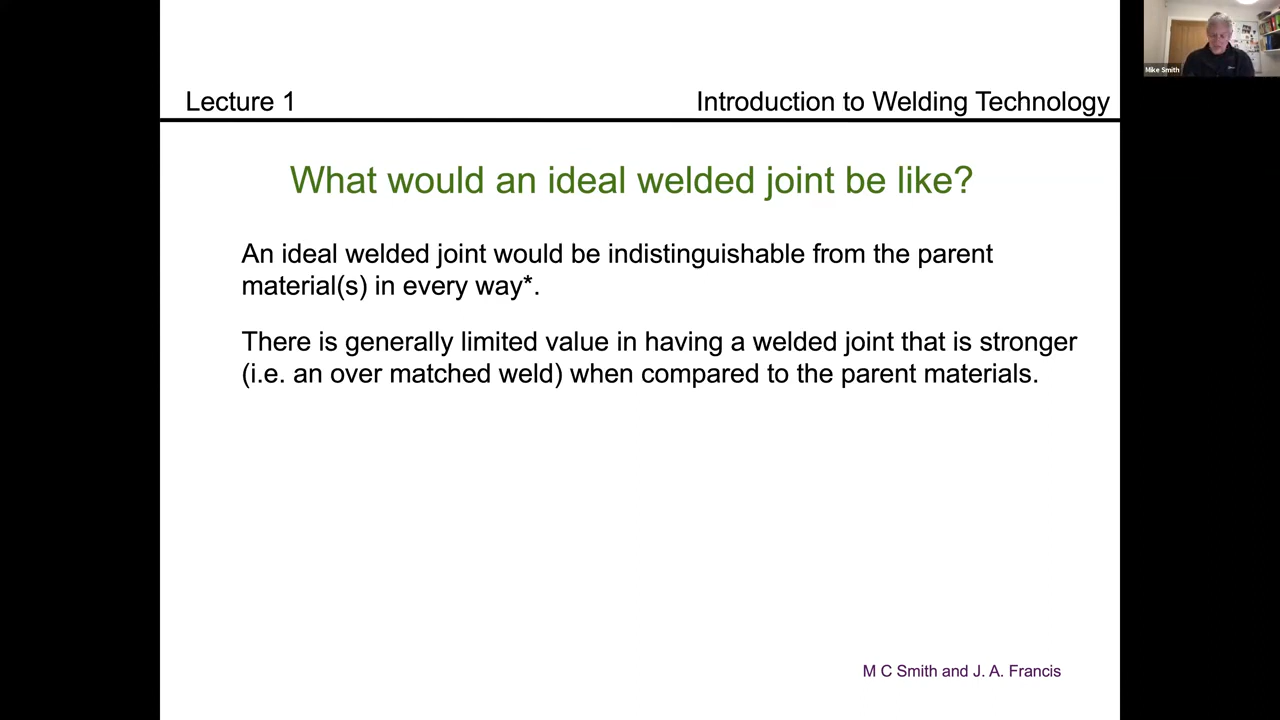 Lecture 1
Introduction to Welding Technology
What would an ideal welded joint be like?
An ideal welded joint would be indistinguishable from the parent
material(s) in every way*.
There is generally limited value in having a welded joint that is stronger
(i.e. an over matched weld) when compared to the parent materials.
M C Smith and J. A. Francis
Mike Smith